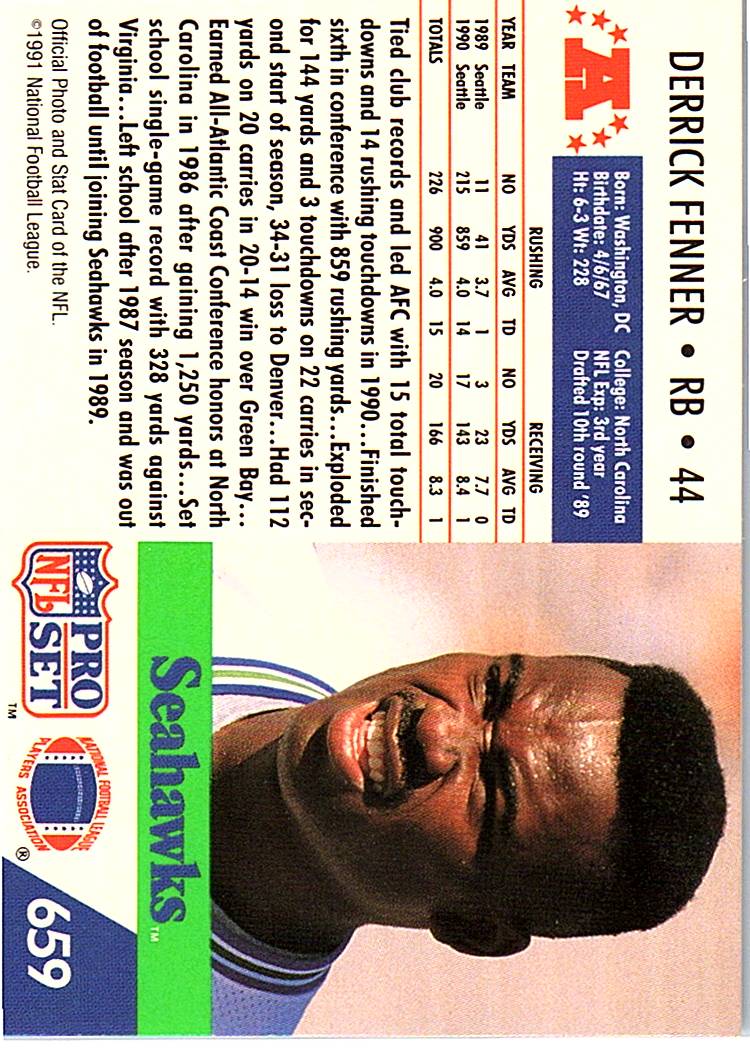 DERRICK FENNER • RB • 44
Born: Washington, DC College: North Carolina
Birthdate: 4/6/67 NFL Exp: 3rd year
Ht: 6-3 Wt: 228 Drafted 10th round '89
A
RUSHING RECEIVING
YEAR TEAM NO YDS AVG TD NO YDS AVG TD
1989 Seattle 11 41 3.7 1 3 23 7.7 0
1990 Seattle 215 859 4.0 14 17 143 8.4 1
TOTALS 226 900 4.0 15 20 166 8.3 1
Tied club records and led AFC with 15 total touch-
downs and 14 rushing touchdowns in 1990...Finished
sixth in conference with 859 rushing yards...Exploded
for 144 yards and 3 touchdowns on 22 carries in sec-
ond start of season, 34-31 loss to Denver...Had 112
yards on 20 carries in 20-14 win over Green Bay...
Earned All-Atlantic Coast Conference honors at North
Carolina in 1986 after gaining 1,250 yards...Set
school single-game record with 328 yards against
Virginia...Left school after 1987 season and was out
of football until joining Seahawks in 1989.
Official Photo and Stat Card of the NFL.
©1991 National Football League.
Seahawks™
PRO
NFL SET™
NATIONAL FOOTBALL LEAGUE
PLAYERS ASSOCIATION ®
659